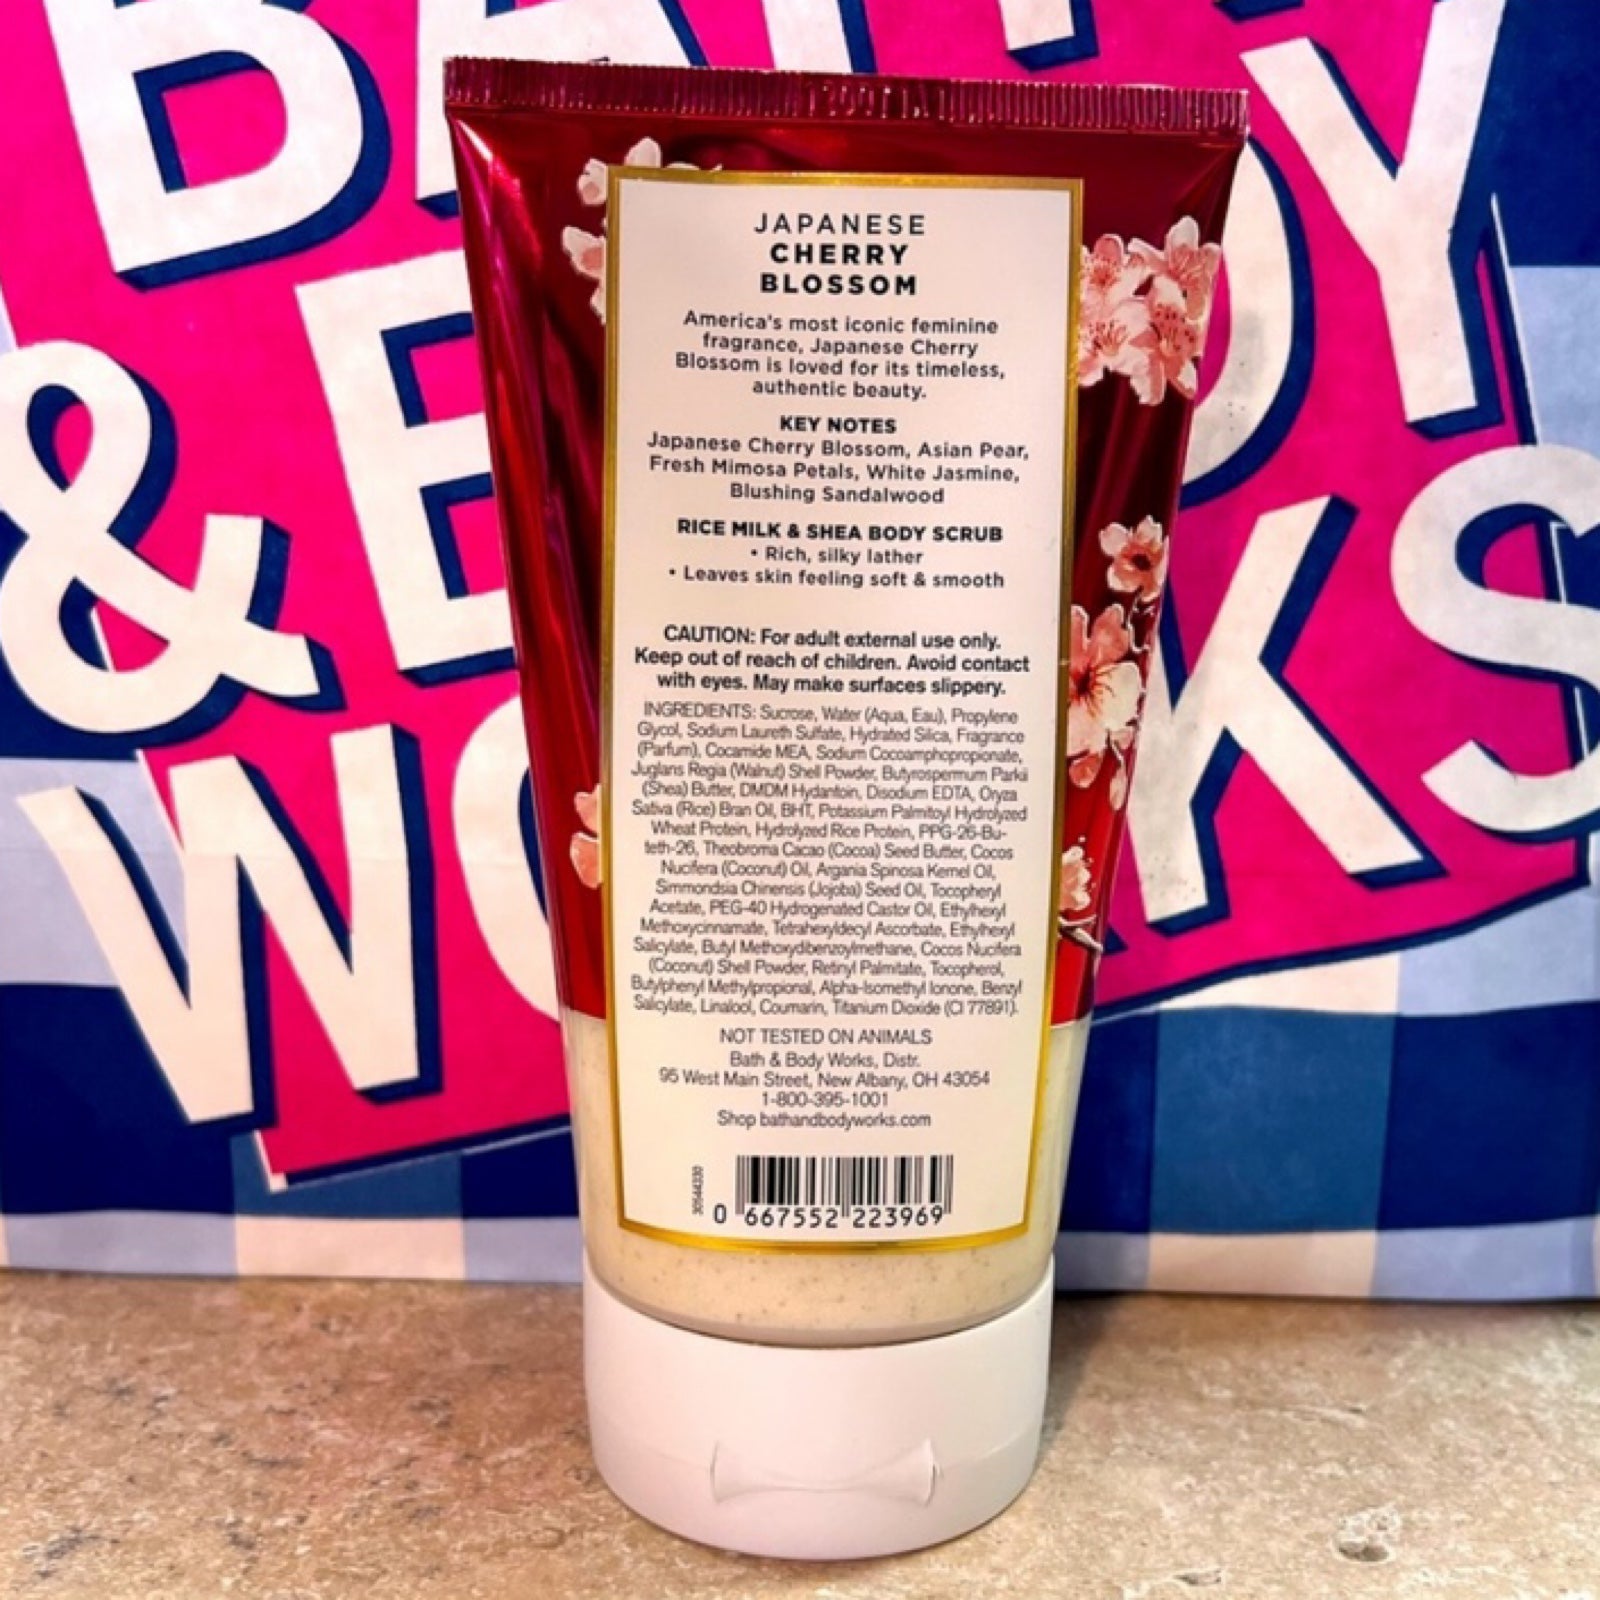 BATH
BODY
& 
WORKS
JAPANESE
CHERRY
BLOSSOM
America's most iconic feminine
fragrance, Japanese Cherry
Blossom is loved for its timeless,
authentic beauty.
KEY NOTES
Japanese Cherry Blossom, Asian Pear,
Fresh Mimosa Petals, White Jasmine,
Blushing Sandalwood
RICE MILK & SHEA BODY SCRUB
• Rich, silky lather
• Leaves skin feeling soft & smooth
CAUTION: For adult external use only.
Keep out of reach of children. Avoid contact
with eyes. May make surfaces slippery.
INGREDIENTS: Sucrose, Water (Aqua, Eau), Propylene
Glycol, Sodium Laureth Sulfate, Hydrated Silica, Fragrance
(Parfum), Cocamide MEA, Sodium Cocoamphopropionate,
Juglans Regia (Walnut) Shell Powder, Butyrospermum Parkii
(Shea) Butter, DMDM Hydantoin, Disodium EDTA, Oryza
Sativa (Rice) Bran Oil, BHT, Potassium Palmitoyl Hydrolyzed
Wheat Protein, Hydrolyzed Rice Protein, PPG-26-Bu-
teth-26, Theobroma Cacao (Cocoa) Seed Butter, Cocos
Nucifera (Coconut) Oil, Argania Spinosa Kernel Oil,
Simmondsia Chinensis (Jojoba) Seed Oil, Tocopheryl
Acetate, PEG-40 Hydrogenated Castor Oil, Ethylhexyl
Methoxycinnamate, Tetrahexyldecyl Ascorbate, Ethylhexyl
Salicylate, Butyl Methoxydibenzoylmethane, Cocos Nucifera
(Coconut) Shell Powder, Retinyl Palmitate, Tocopherol,
Butylphenyl Methylpropional, Alpha-Isomethyl Ionone, Benzyl
Salicylate, Linalool, Coumarin, Titanium Dioxide (CI 77891).
NOT TESTED ON ANIMALS
Bath & Body Works, Distr.
95 West Main Street, New Albany, OH 43054
1-800-395-1001
Shop bathandbodyworks.com
30544330
0 667552 223969